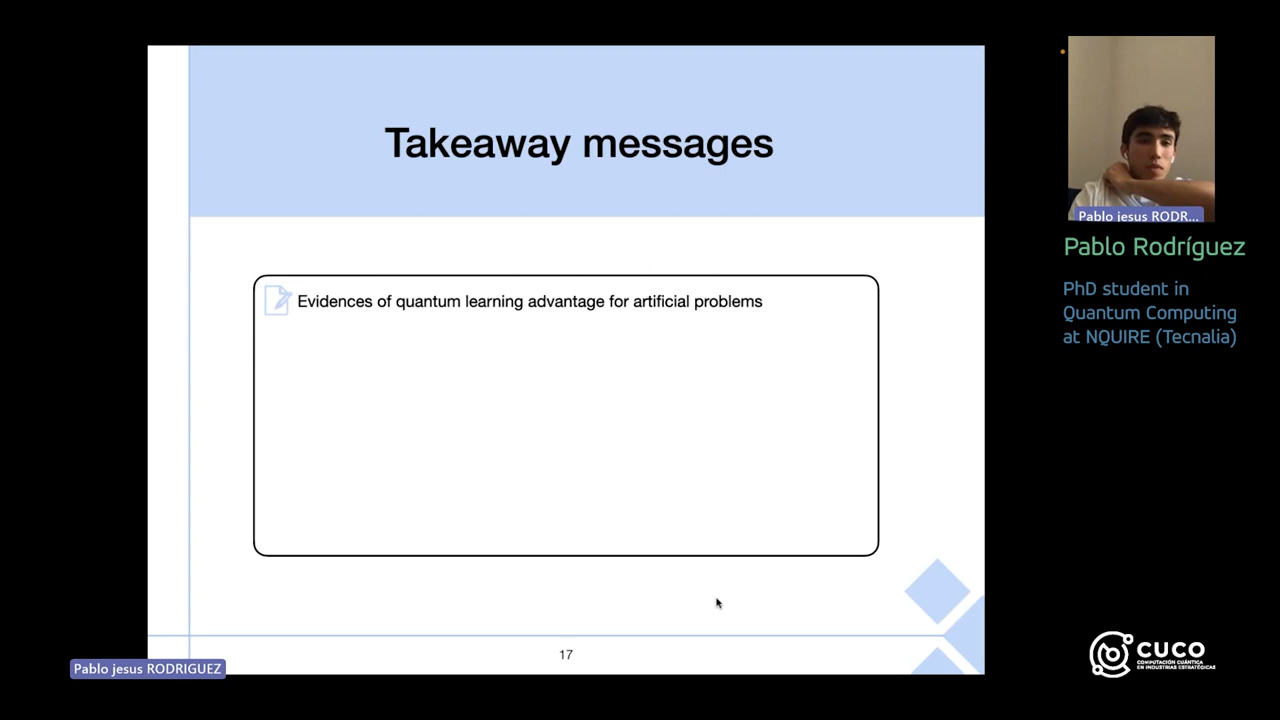 Takeaway messages
Evidences of quantum learning advantage for artificial problems
17
Pablo jesus RODRIGUEZ
Pablo jesus RODR...
Pablo Rodríguez
PhD student in
Quantum Computing
at NQUIRE (Tecnalia)
CUCO
COMPUTACIÓN CUÁNTICA
EN INDUSTRIAS ESTRATÉGICAS